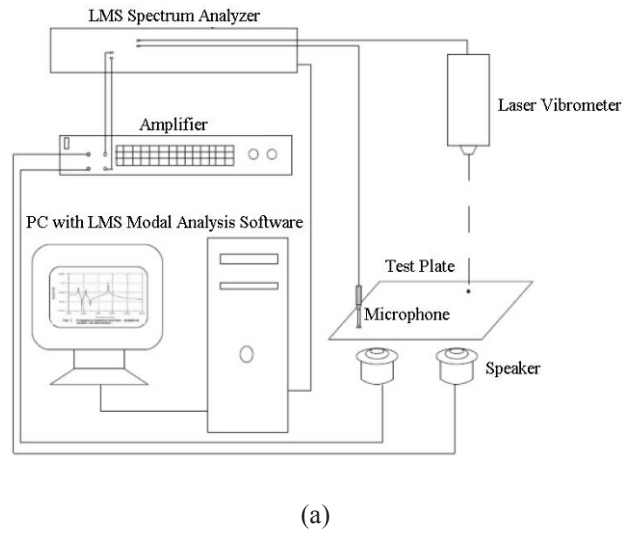 LMS Spectrum Analyzer
Laser Vibrometer
Amplifier
PC with LMS Modal Analysis Software
Test Plate
Microphone
Speaker
(a)